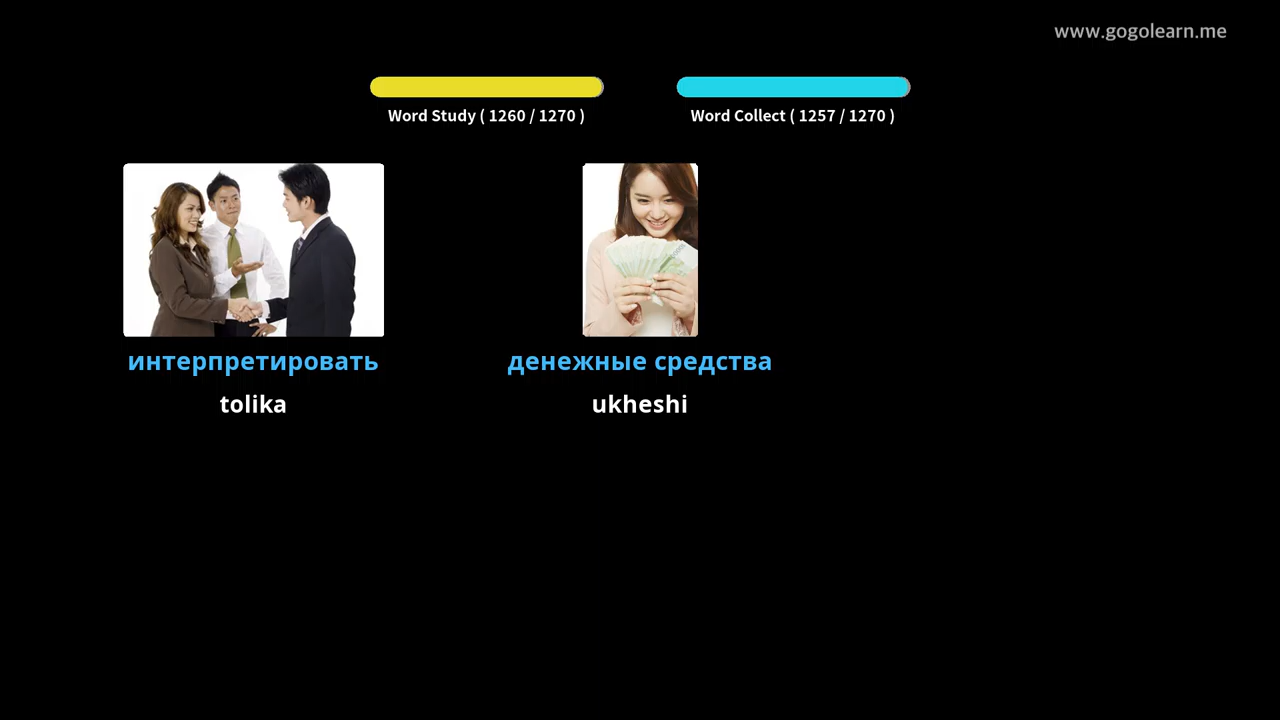 www.gogolearn.me
Word Study ( 1260 / 1270 )
Word Collect ( 1257 / 1270 )
интерпретировать
денежные средства
tolika
ukheshi